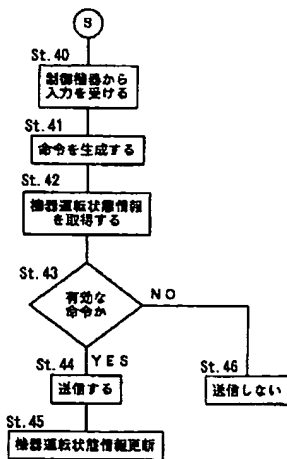 S
St.40
制御機器から
入力を受ける
St.41
命令を生成する
St.42
機器運転状態情報
を取得する
St.43
有効な
命令か
NO
YES
St.44
送信する
St.46
送信しない
St.45
機器運転状態情報更新